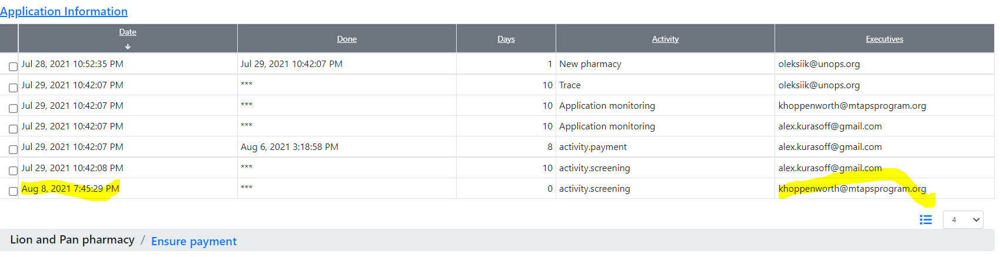 Application Information
Date Done Days Activity Executives
Jul 28, 2021 10:52:35 PM Jul 29, 2021 10:42:07 PM 1 New pharmacy oleksiik@unops.org
Jul 29, 2021 10:42:07 PM *** 10 Trace oleksiik@unops.org
Jul 29, 2021 10:42:07 PM *** 10 Application monitoring khoppenworth@mtapsprogram.org
Jul 29, 2021 10:42:07 PM *** 10 Application monitoring alex.kurasoff@gmail.com
Jul 29, 2021 10:42:07 PM Aug 6, 2021 3:18:58 PM 8 activity.payment alex.kurasoff@gmail.com
Jul 29, 2021 10:42:08 PM *** 10 activity.screening alex.kurasoff@gmail.com
Aug 8, 2021 7:45:29 PM *** 0 activity.screening khoppenworth@mtapsprogram.org
4
Lion and Pan pharmacy / Ensure payment